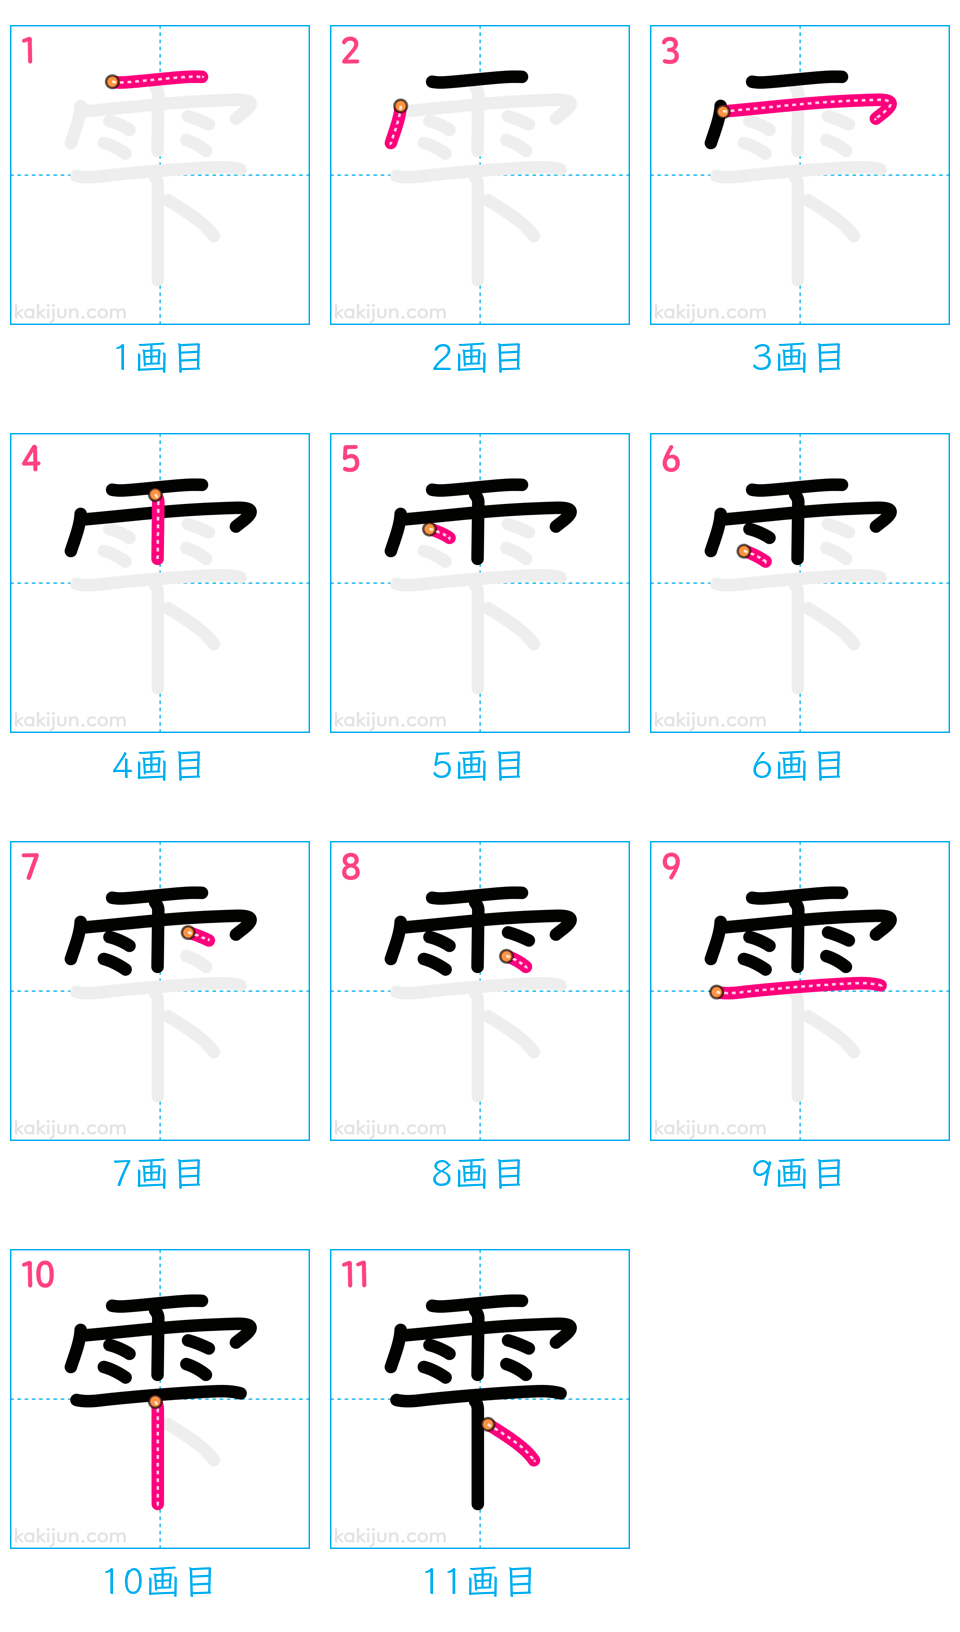 1 2 3
kakijun.com kakijun.com kakijun.com
1画目 2画目 3画目
4 5 6
kakijun.com kakijun.com kakijun.com
4画目 5画目 6画目
7 8 9
kakijun.com kakijun.com kakijun.com
7画目 8画目 9画目
10 11
雫 雫
kakijun.com kakijun.com
10画目 11画目